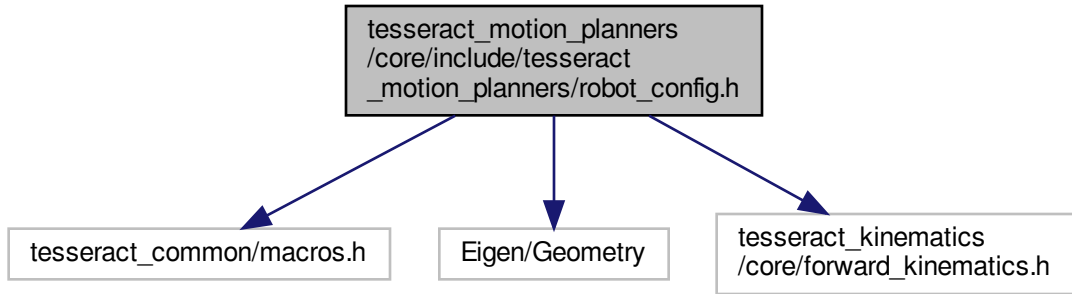 tesseract_motion_planners
/core/include/tesseract
_motion_planners/robot_config.h
tesseract_common/macros.h
Eigen/Geometry
tesseract_kinematics
/core/forward_kinematics.h